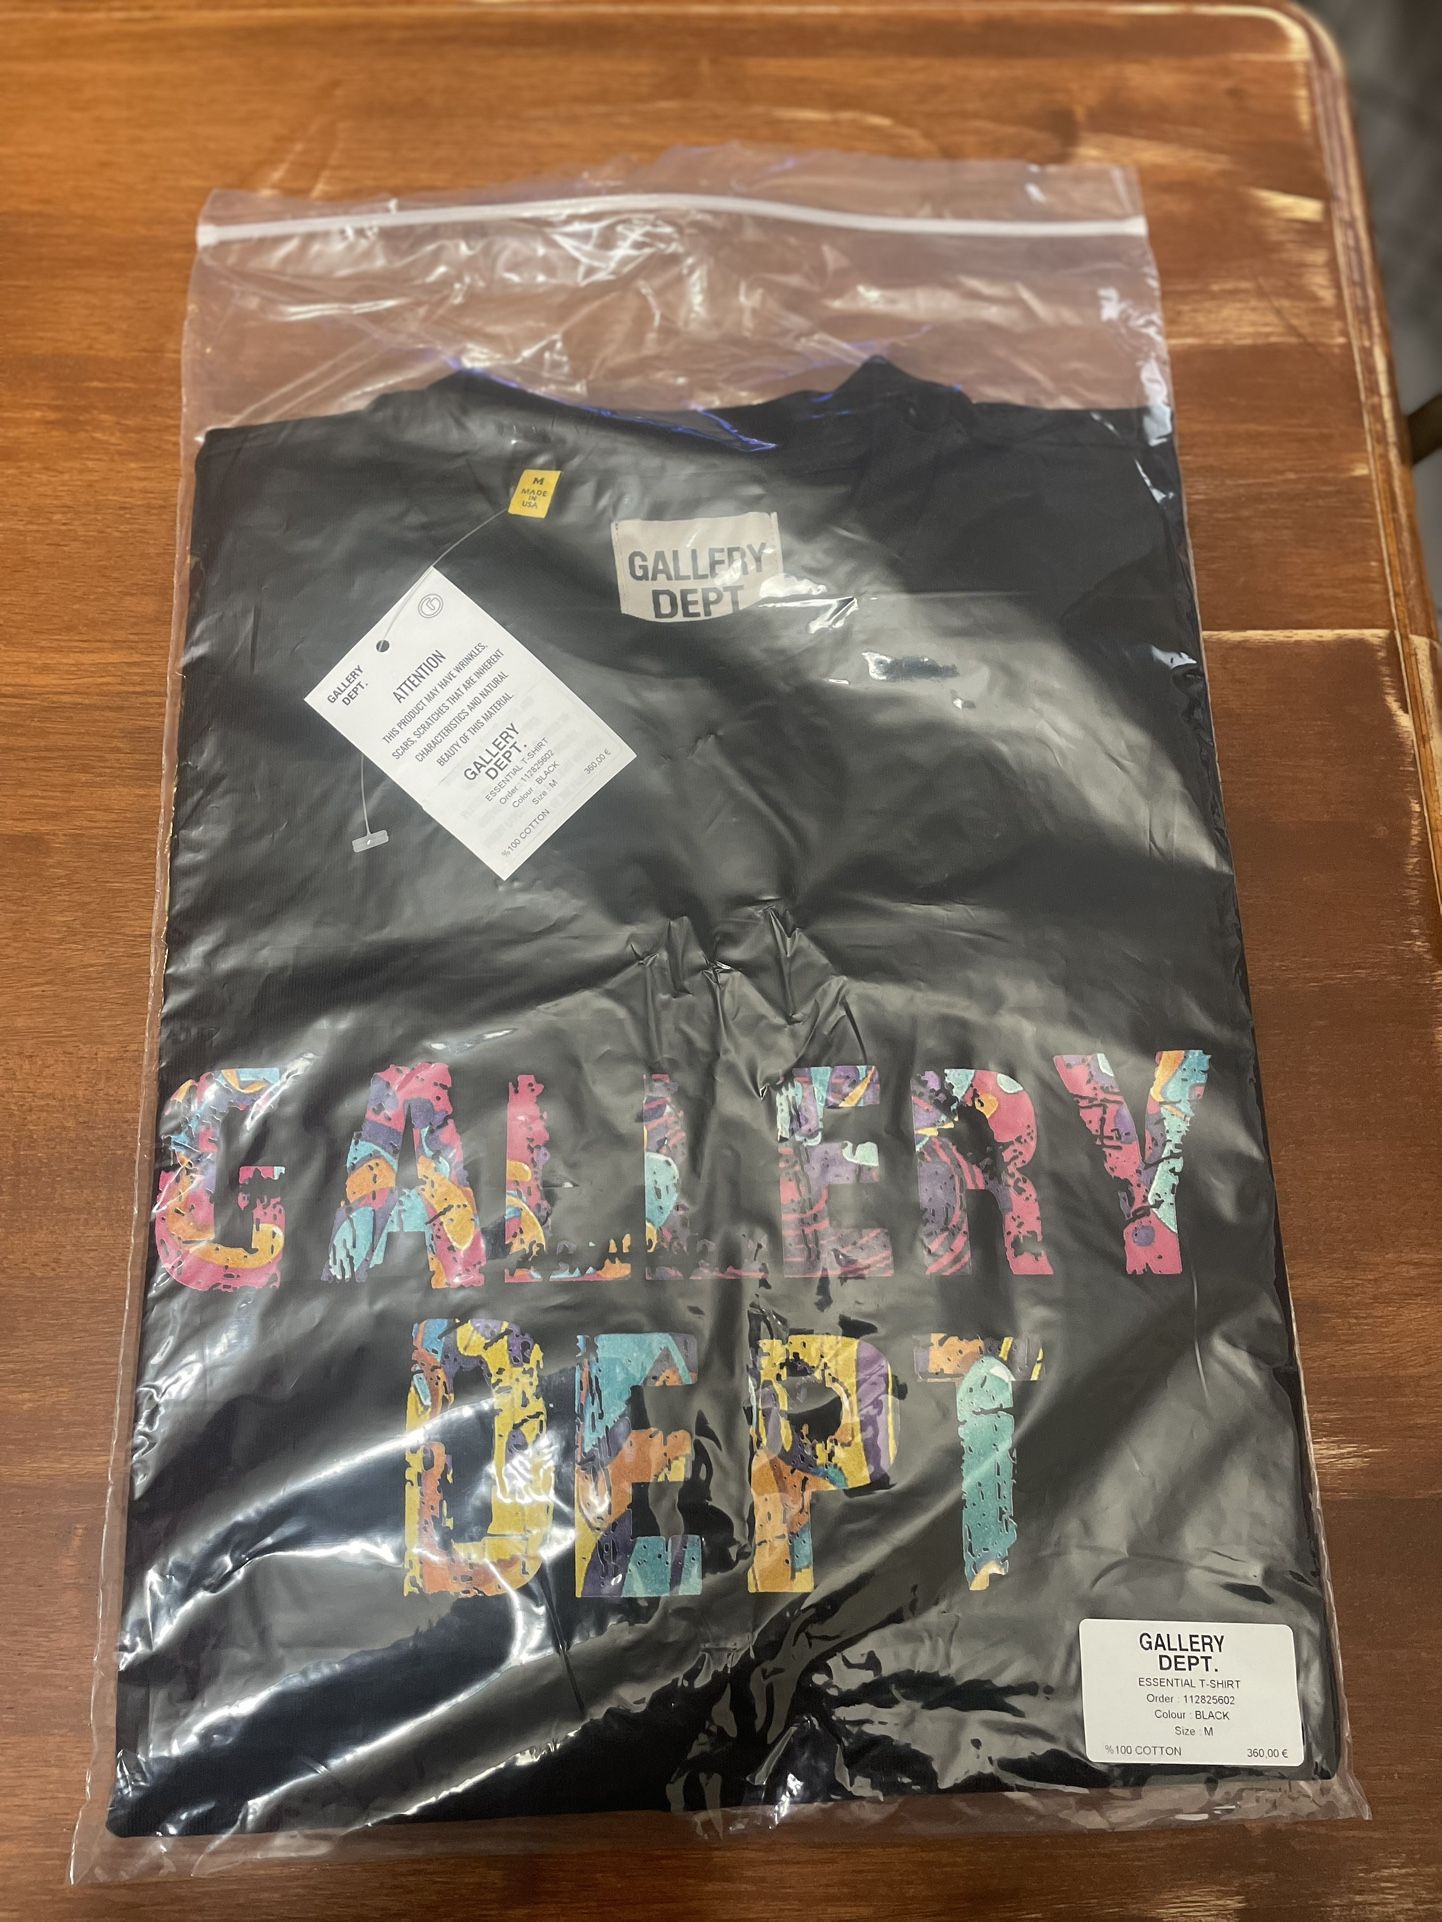 M
MADE
IN
USA
GALLERY
DEPT
GALLERY
DEPT.
ATTENTION
THIS PRODUCT MAY HAVE WRINKLES,
SCARS, SCRATCHES THAT ARE INHERENT
CHARACTERISTICS AND NATURAL
BEAUTY OF THIS MATERIAL.
GALLERY
DEPT.
ESSENTIAL T-SHIRT
Order : 112825602
Colour : BLACK
Size : M
%100 COTTON 360,00 €
GALLERY
DEPT
GALLERY
DEPT.
ESSENTIAL T-SHIRT
Order : 112825602
Colour : BLACK
Size : M
%100 COTTON 360,00 €